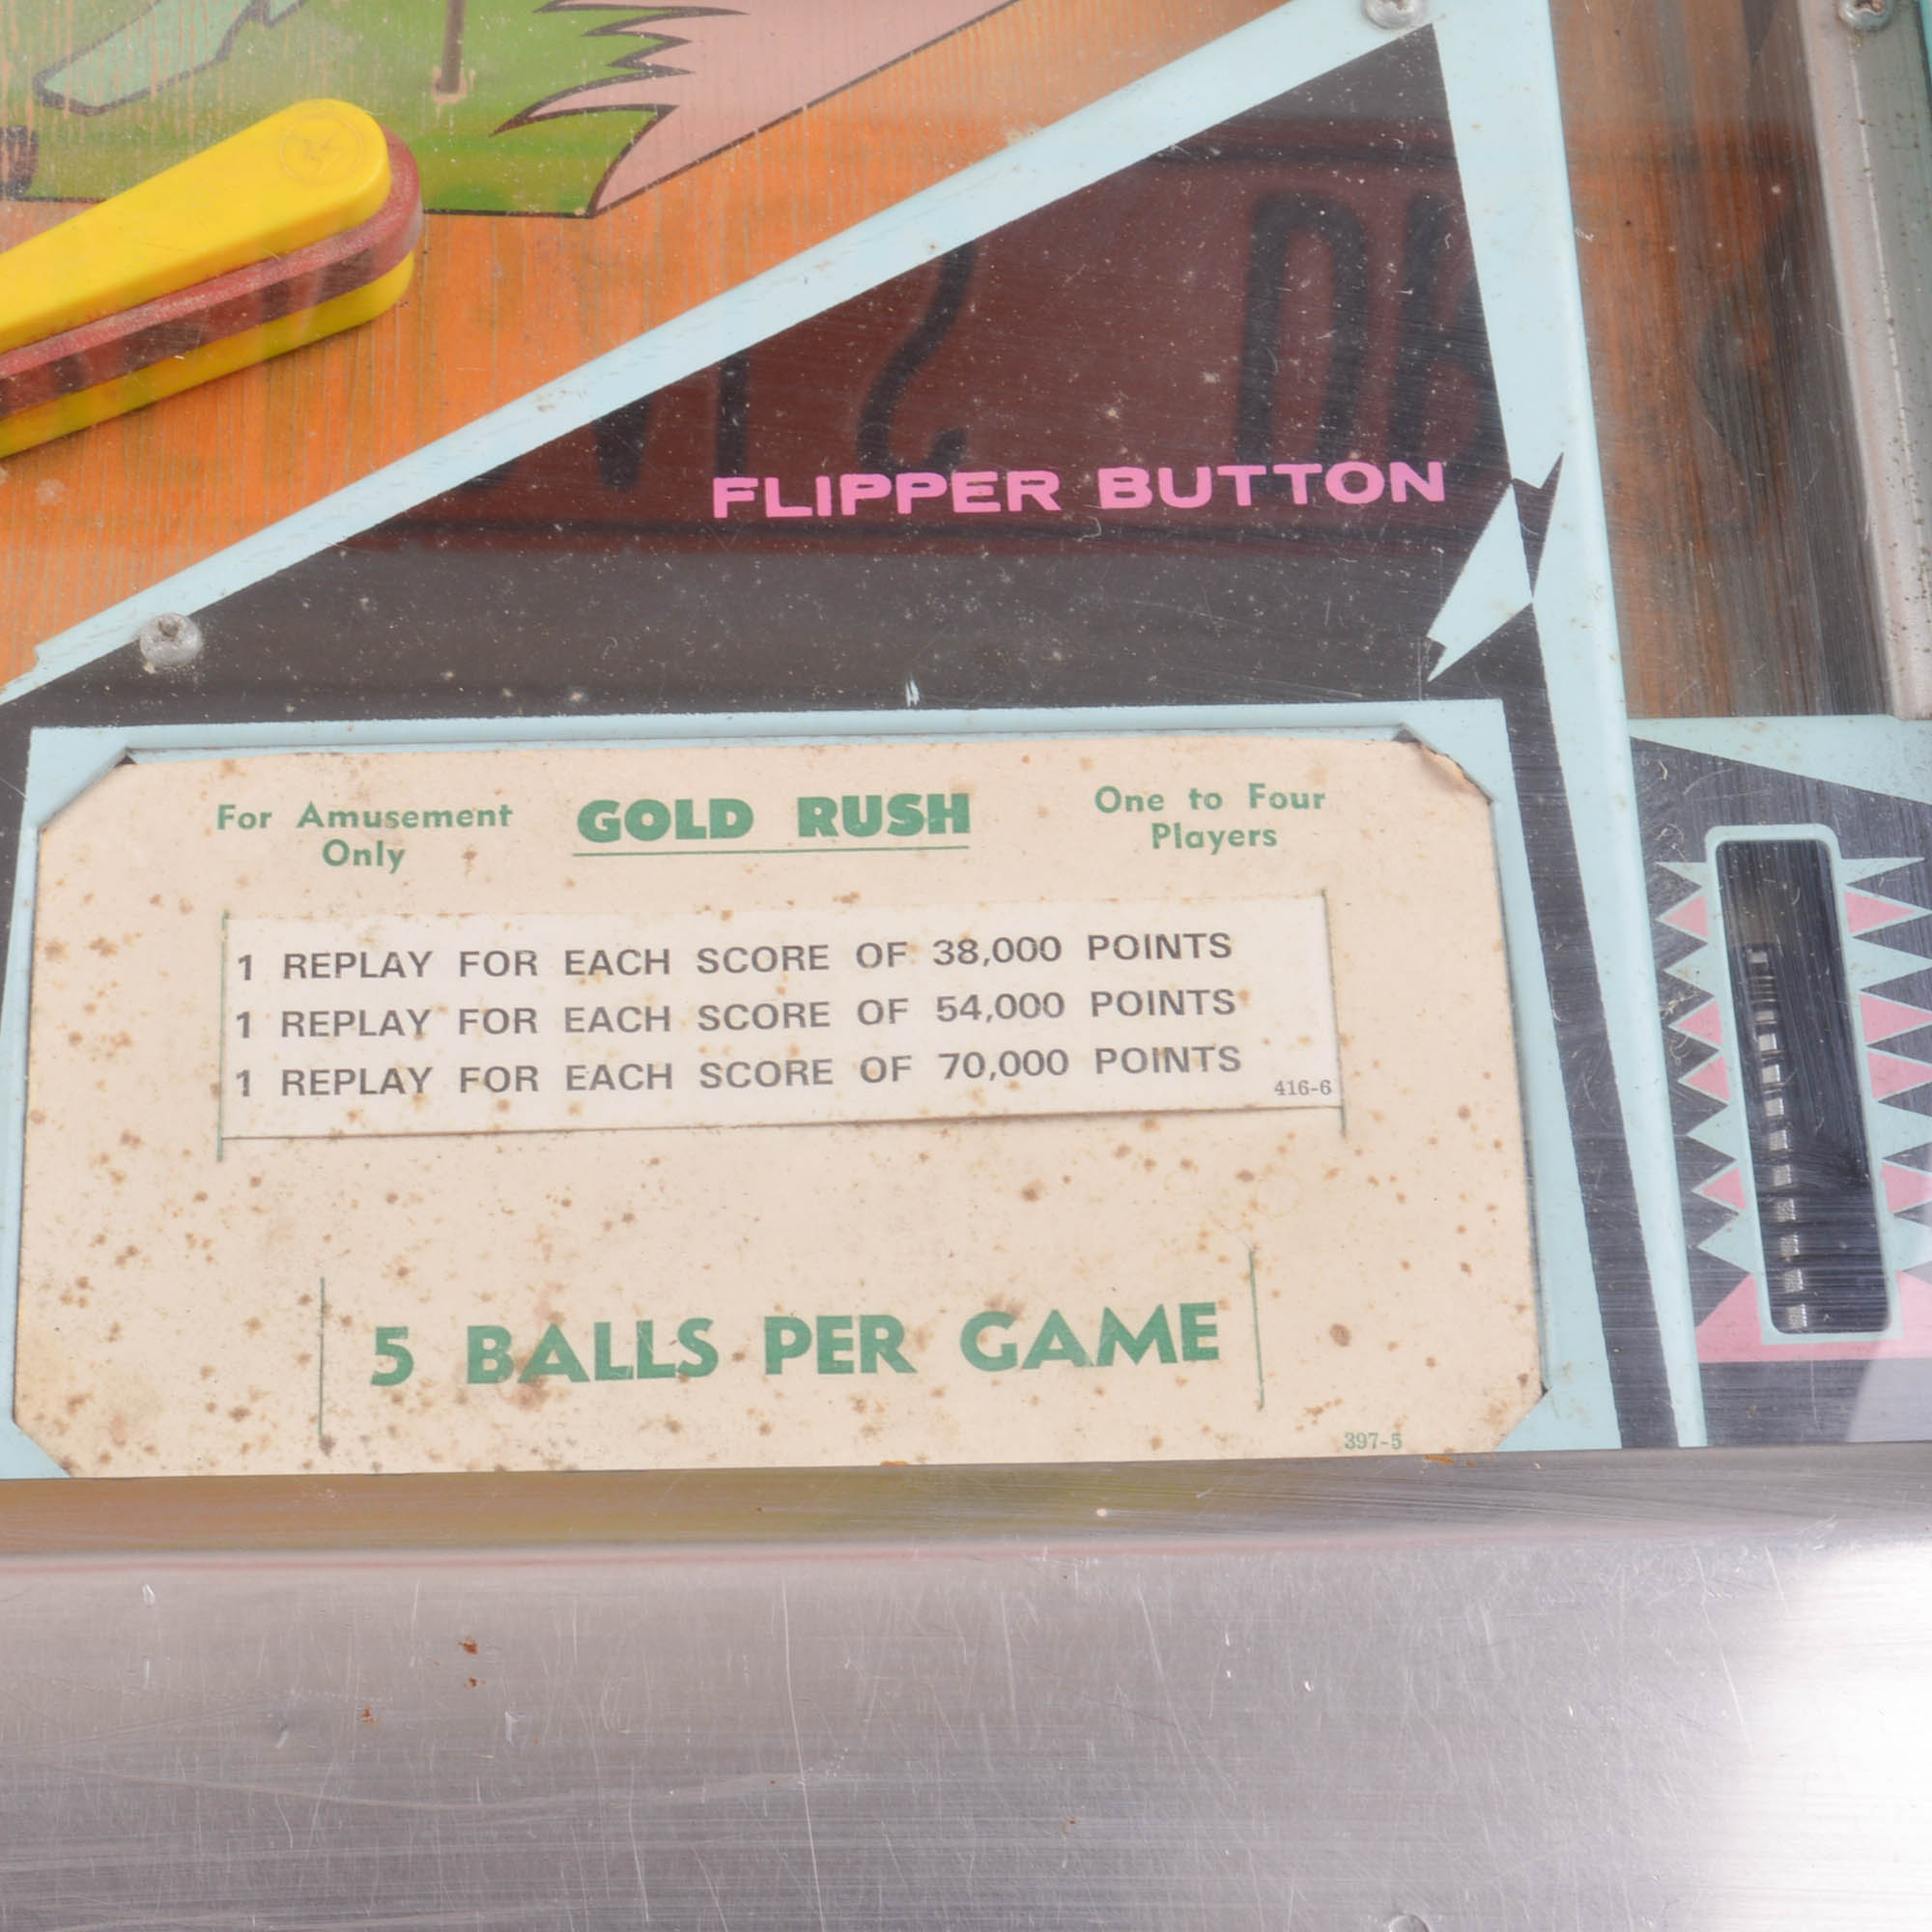 FLIPPER BUTTON
For Amusement
Only
GOLD RUSH
One to Four
Players
1 REPLAY FOR EACH SCORE OF 38,000 POINTS
1 REPLAY FOR EACH SCORE OF 54,000 POINTS
1 REPLAY FOR EACH SCORE OF 70,000 POINTS
416-6
5 BALLS PER GAME
397-5